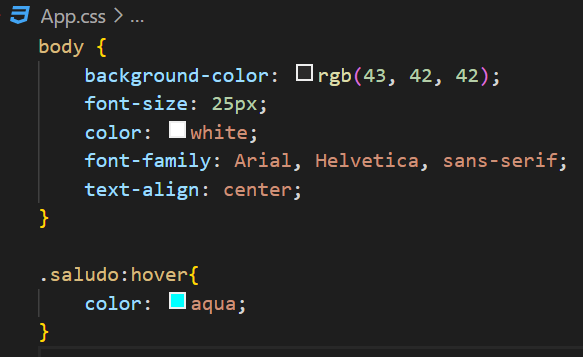 App.css > ...
body {
    background-color: rgb(43, 42, 42);
    font-size: 25px;
    color: white;
    font-family: Arial, Helvetica, sans-serif;
    text-align: center;
}

.saludo:hover{
    color: aqua;
}